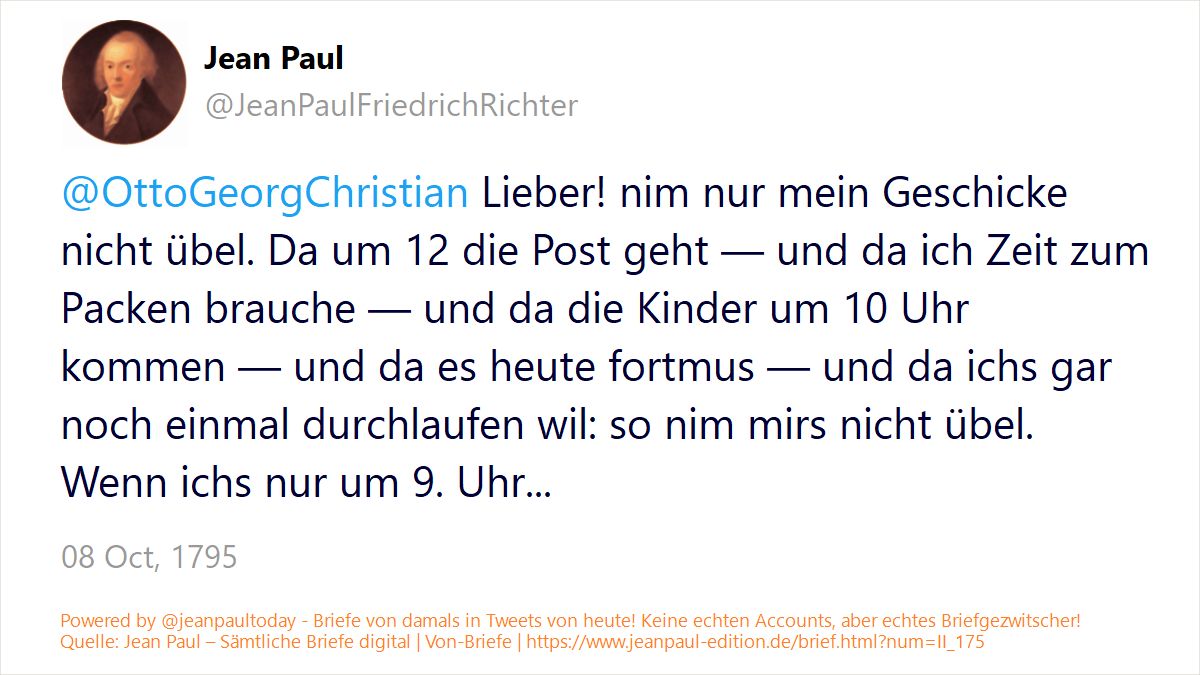 Jean Paul
@JeanPaulFriedrichRichter
@OttoGeorgChristian Lieber! nim nur mein Geschicke
nicht übel. Da um 12 die Post geht — und da ich Zeit zum
Packen brauche — und da die Kinder um 10 Uhr
kommen — und da es heute fortmus — und da ichs gar
noch einmal durchlaufen wil: so nim mirs nicht übel.
Wenn ichs nur um 9. Uhr...
08 Oct, 1795
Powered by @jeanpaultoday - Briefe von damals in Tweets von heute! Keine echten Accounts, aber echtes Briefgezwitscher!
Quelle: Jean Paul – Sämtliche Briefe digital | Von-Briefe | https://www.jeanpaul-edition.de/brief.html?num=II_175